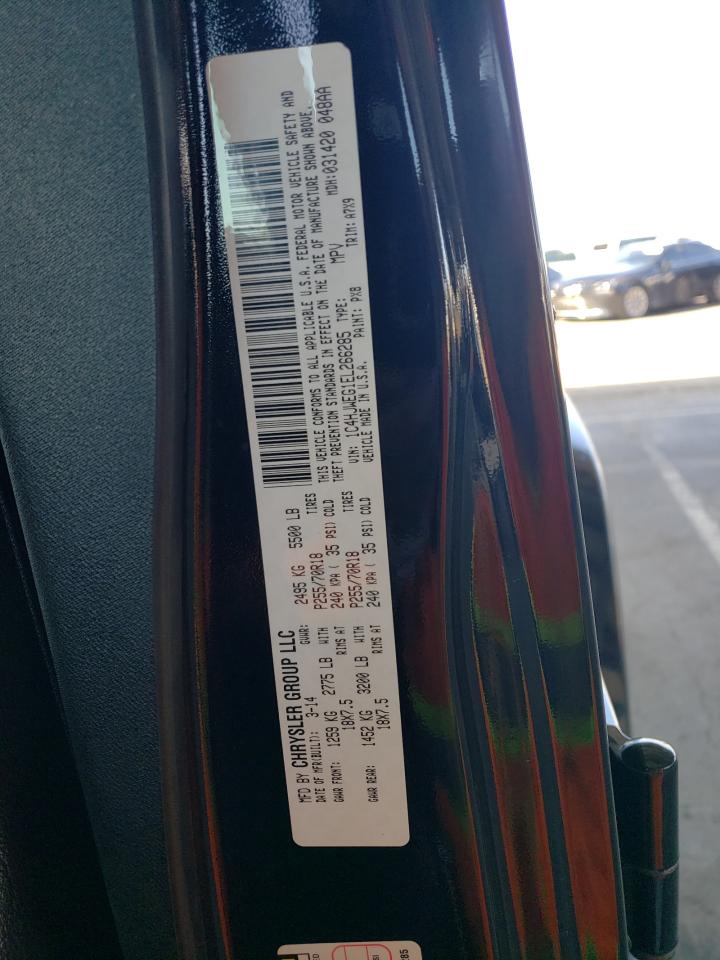 MFD BY CHRYSLER GROUP LLC
DATE OF MFR(BUILT): 3-14 GVWR: 2495 KG 5500 LB
GAWR FRONT: 1259 KG 2775 LB WITH P255/70R18 TIRES
18X7.5 RIMS AT 240 KPA ( 35 PSI) COLD
GAWR REAR: 1452 KG 3200 LB WITH P255/70R18 TIRES
18X7.5 RIMS AT 240 KPA ( 35 PSI) COLD
THIS VEHICLE CONFORMS TO ALL APPLICABLE U.S.A. FEDERAL MOTOR VEHICLE SAFETY AND
THEFT PREVENTION STANDARDS IN EFFECT ON THE DATE OF MANUFACTURE SHOWN ABOVE.
VIN: 1C4HJWEG1EL266285 TYPE: MPV MDH:031420 048AA
VEHICLE MADE IN U.S.A. PAINT: PX8 TRIM: A7X9